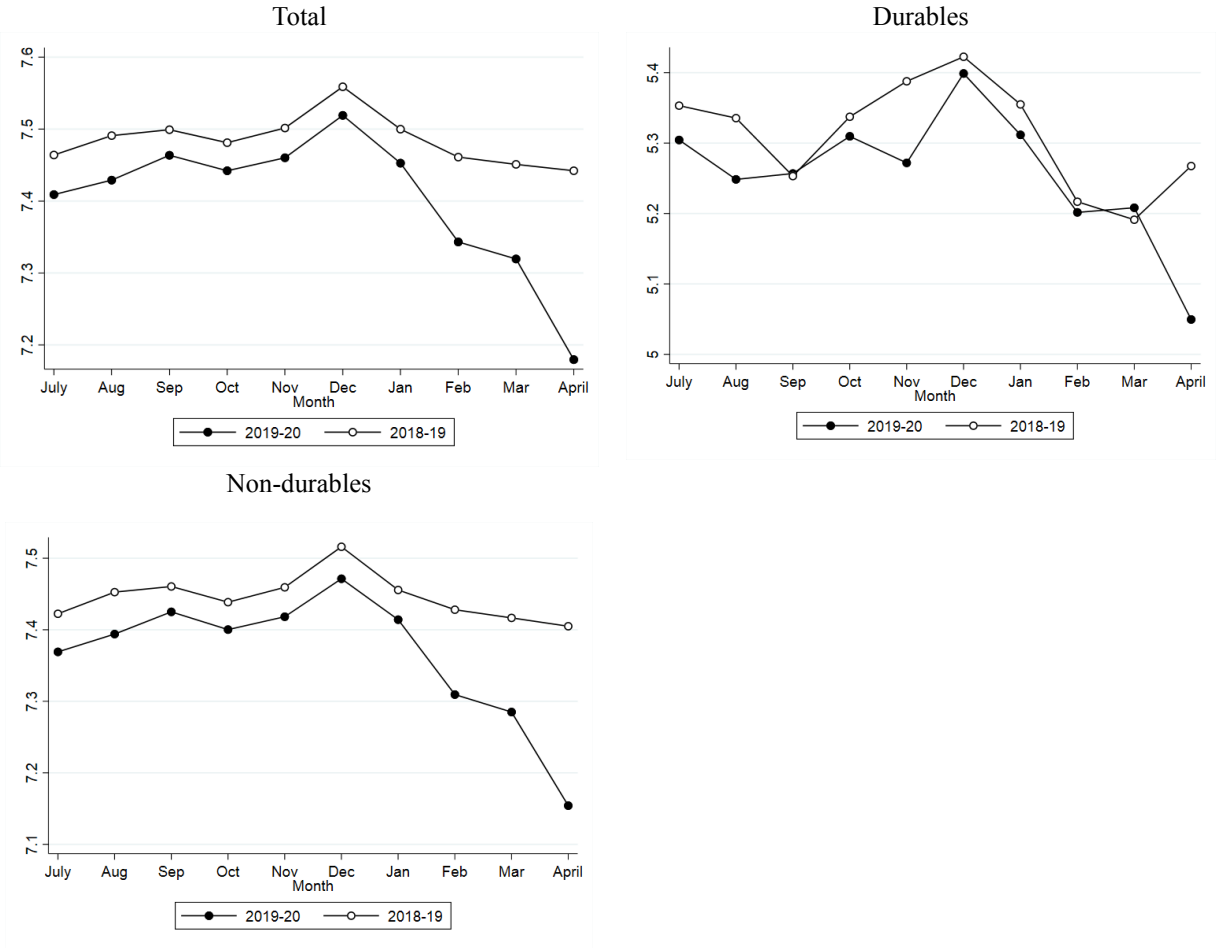 Total
7.6
7.5
7.4
7.3
7.2
July Aug Sep Oct Nov Dec Jan Feb Mar April
Month
2019-20 2018-19
Durables
5.4
5.3
5.2
5.1
5
July Aug Sep Oct Nov Dec Jan Feb Mar April
Month
2019-20 2018-19
Non-durables
7.5
7.4
7.3
7.2
7.1
July Aug Sep Oct Nov Dec Jan Feb Mar April
Month
2019-20 2018-19